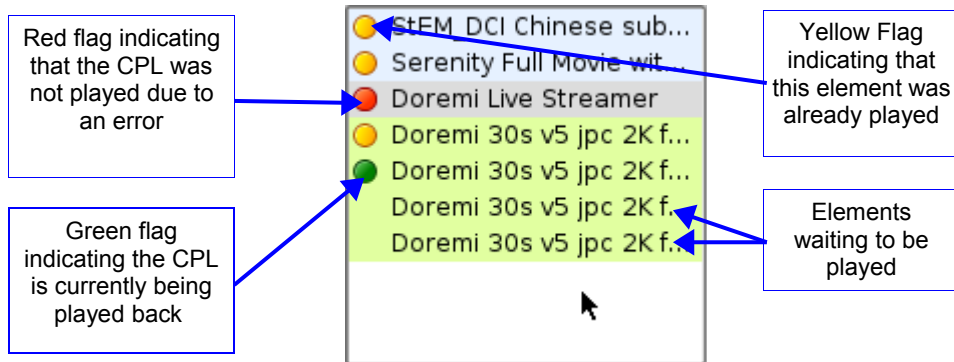 Red flag indicating
that the CPL was
not played due to
an error
Green flag
indicating the CPL
is currently being
played back
StEM_DCI Chinese sub...
Serenity Full Movie wit...
Doremi Live Streamer
Doremi 30s v5 jpc 2K f...
Doremi 30s v5 jpc 2K f...
Doremi 30s v5 jpc 2K f...
Doremi 30s v5 jpc 2K f...
Yellow Flag
indicating that
this element was
already played
Elements
waiting to be
played